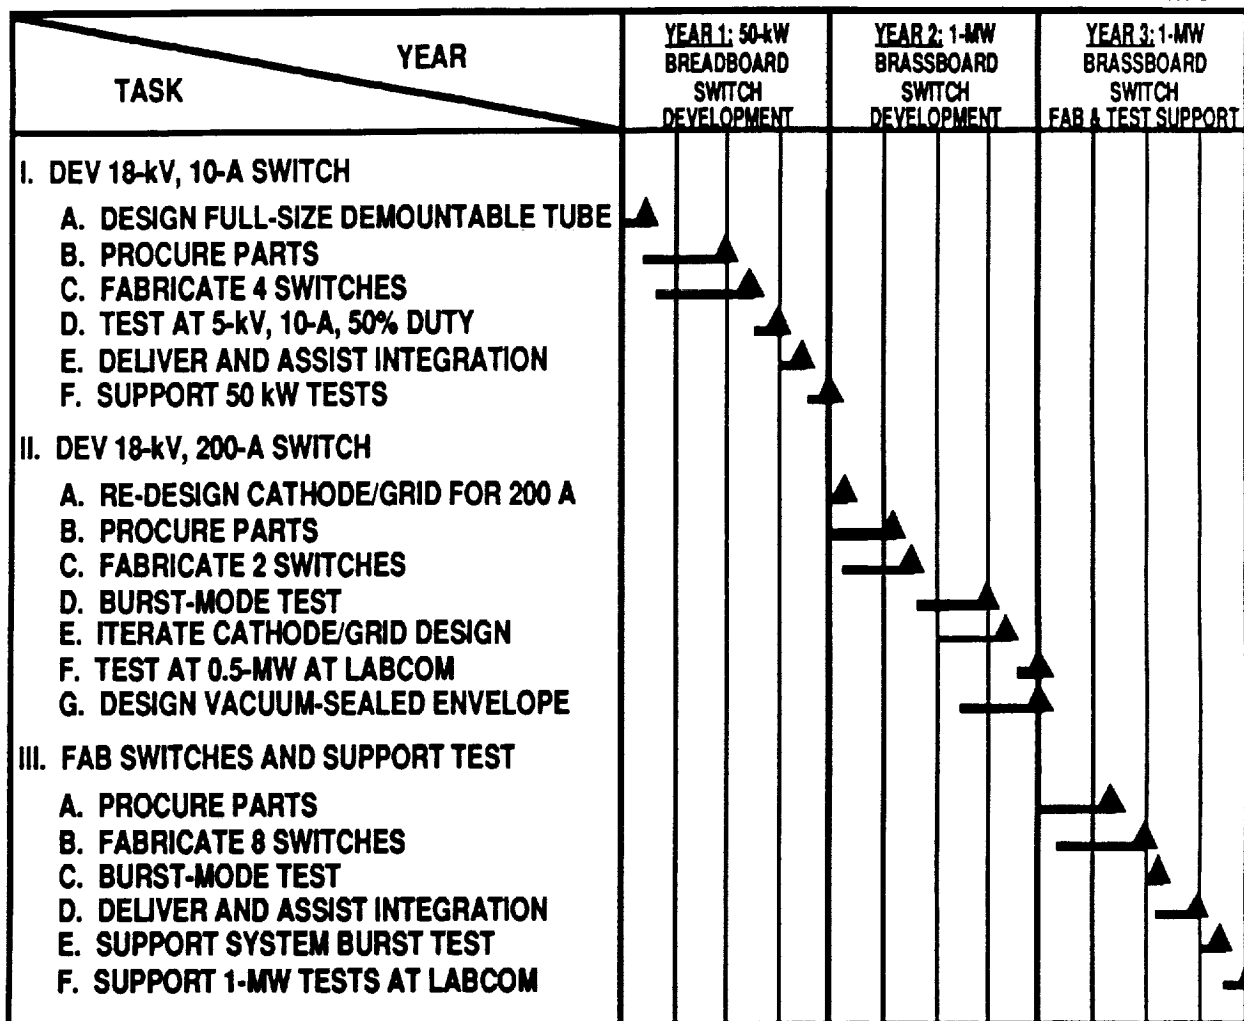 YEAR
TASK
YEAR 1: 50-kW
BREADBOARD
SWITCH
DEVELOPMENT
YEAR 2: 1-MW
BRASSBOARD
SWITCH
DEVELOPMENT
YEAR 3: 1-MW
BRASSBOARD
SWITCH
FAB & TEST SUPPORT
I. DEV 18-kV, 10-A SWITCH
A. DESIGN FULL-SIZE DEMOUNTABLE TUBE
B. PROCURE PARTS
C. FABRICATE 4 SWITCHES
D. TEST AT 5-kV, 10-A, 50% DUTY
E. DELIVER AND ASSIST INTEGRATION
F. SUPPORT 50 kW TESTS
II. DEV 18-kV, 200-A SWITCH
A. RE-DESIGN CATHODE/GRID FOR 200 A
B. PROCURE PARTS
C. FABRICATE 2 SWITCHES
D. BURST-MODE TEST
E. ITERATE CATHODE/GRID DESIGN
F. TEST AT 0.5-MW AT LABCOM
G. DESIGN VACUUM-SEALED ENVELOPE
III. FAB SWITCHES AND SUPPORT TEST
A. PROCURE PARTS
B. FABRICATE 8 SWITCHES
C. BURST-MODE TEST
D. DELIVER AND ASSIST INTEGRATION
E. SUPPORT SYSTEM BURST TEST
F. SUPPORT 1-MW TESTS AT LABCOM